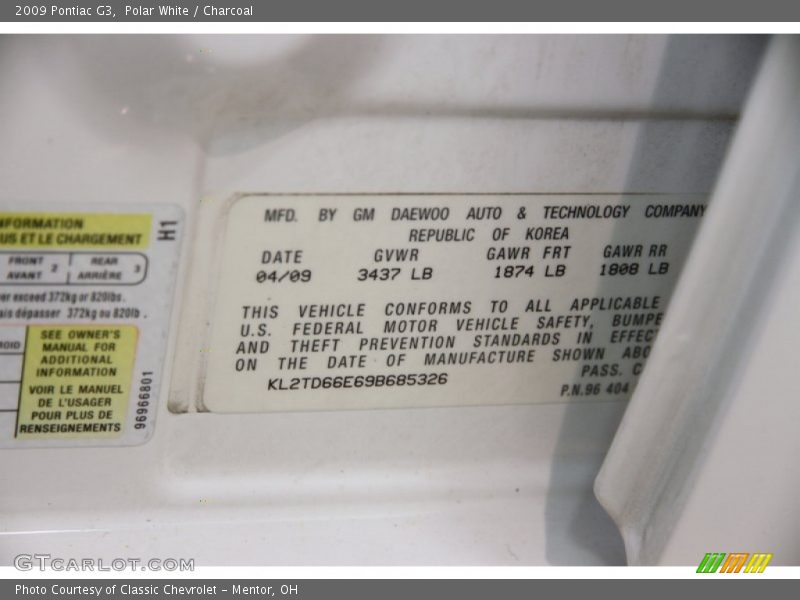 2009 Pontiac G3,  Polar White / Charcoal
INFORMATION
US ET LE CHARGEMENT
H1
FRONT
AVANT 2
REAR
ARRIÈRE 3
exceed 372kg or 820lbs.
dépasser 372kg ou 820lb.
SEE OWNER'S
MANUAL FOR
ADDITIONAL
INFORMATION
VOIR LE MANUEL
DE L'USAGER
POUR PLUS DE
RENSEIGNEMENTS
96966801
MFD. BY GM DAEWOO AUTO & TECHNOLOGY COMPANY
REPUBLIC OF KOREA
DATE GVWR GAWR FRT GAWR RR
04/09 3437 LB 1874 LB 1808 LB
THIS VEHICLE CONFORMS TO ALL APPLICABLE
U.S. FEDERAL MOTOR VEHICLE SAFETY, BUMPE
AND THEFT PREVENTION STANDARDS IN EFFEC
ON THE DATE OF MANUFACTURE SHOWN ABO
KL2TD66E69B685326
PASS. C
P.N.96 404
GTCARLOT.COM
Photo Courtesy of Classic Chevrolet - Mentor, OH